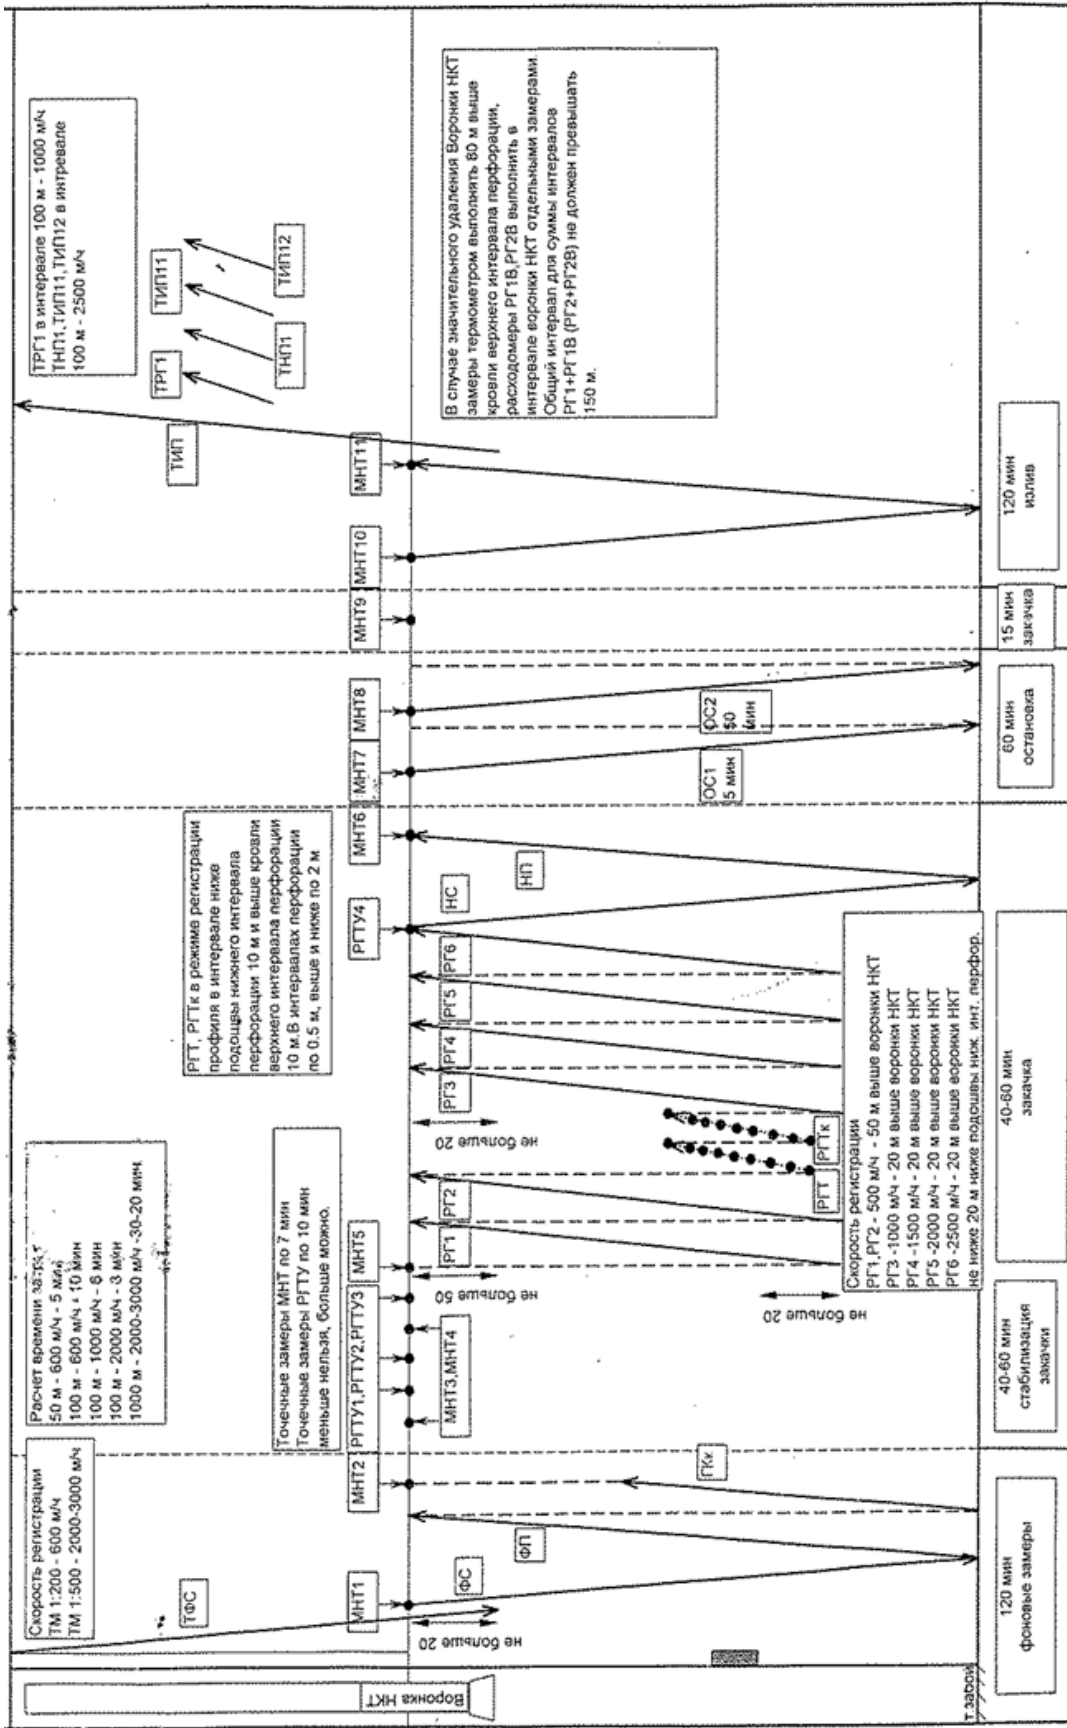 Скорость регистрации
ТМ 1:200 - 600 м/ч
ТМ 1:500 - 2000-3000 м/ч
Расчет времени затрат
50 м - 600 м/ч - 5 мин
100 м - 600 м/ч - 10 мин
100 м - 1000 м/ч - 6 мин
100 м - 2000 м/ч - 3 мин
1000 м - 2000-3000 м/ч -30-20 мин.
ТРГ1 в интервале 100 м - 1000 м/ч
ТНП1,ТИП11,ТИП12 в интревале
100 м - 2500 м/ч
ТФС
Точечные замеры МНТ по 7 мин
Точечные замеры РГТУ по 10 мин
меньше нельзя, больше можно.
РГТ, РГТк в режиме регистрации
профиля в интервале ниже
подошвы нижнего интервала
перфорации 10 м и выше кровли
верхнего интервала перфорации
10 м.В интервалах перфорации
по 0.5 м, выше и ниже по 2 м
ТИП
ТРГ1
ТИП11
ТНП1
ТИП12
Воронка НКТ
МНТ1
МНТ2
РГТУ1,РГТУ2,РГТУ3
МНТ5
РГТУ4
МНТ6
МНТ7
МНТ8
МНТ9
МНТ10
МНТ11
не больше 20
ФС
ФП
МНТ3,МНТ4
не больше 50
РГ1
РГ2
не больше 20
РГ3
РГ4
РГ5
РГ6
НС
НП
В случае значительного удаления Воронки НКТ
замеры термометром выполнять 80 м выше
кровли верхнего интервала перфорации,
расходомеры РГ1В,РГ2В выполнить в
интервале воронки НКТ отдельными замерами.
Общий интервал для суммы интервалов
РГ1+РГ1В (РГ2+РГ2В) не должен превышать
150 м.
ГКк
ОС1
5 мин
ОС2
50
мин
не больше 20
РГТ
РГТк
Скорость регистрации
РГ1,РГ2 - 500 м/ч - 50 м выше воронки НКТ
РГ3 -1000 м/ч - 20 м выше воронки НКТ
РГ4 -1500 м/ч - 20 м выше воронки НКТ
РГ5 -2000 м/ч - 20 м выше воронки НКТ
РГ6 -2500 м/ч - 20 м выше воронки НКТ
не ниже 20 м ниже подошвы ниж. инт. перфор.
т.забой
120 мин
фоновые замеры
40-60 мин
стабилизация
закачки
40-60 мин
закачка
60 мин
остановка
15 мин
закачка
120 мин
излив